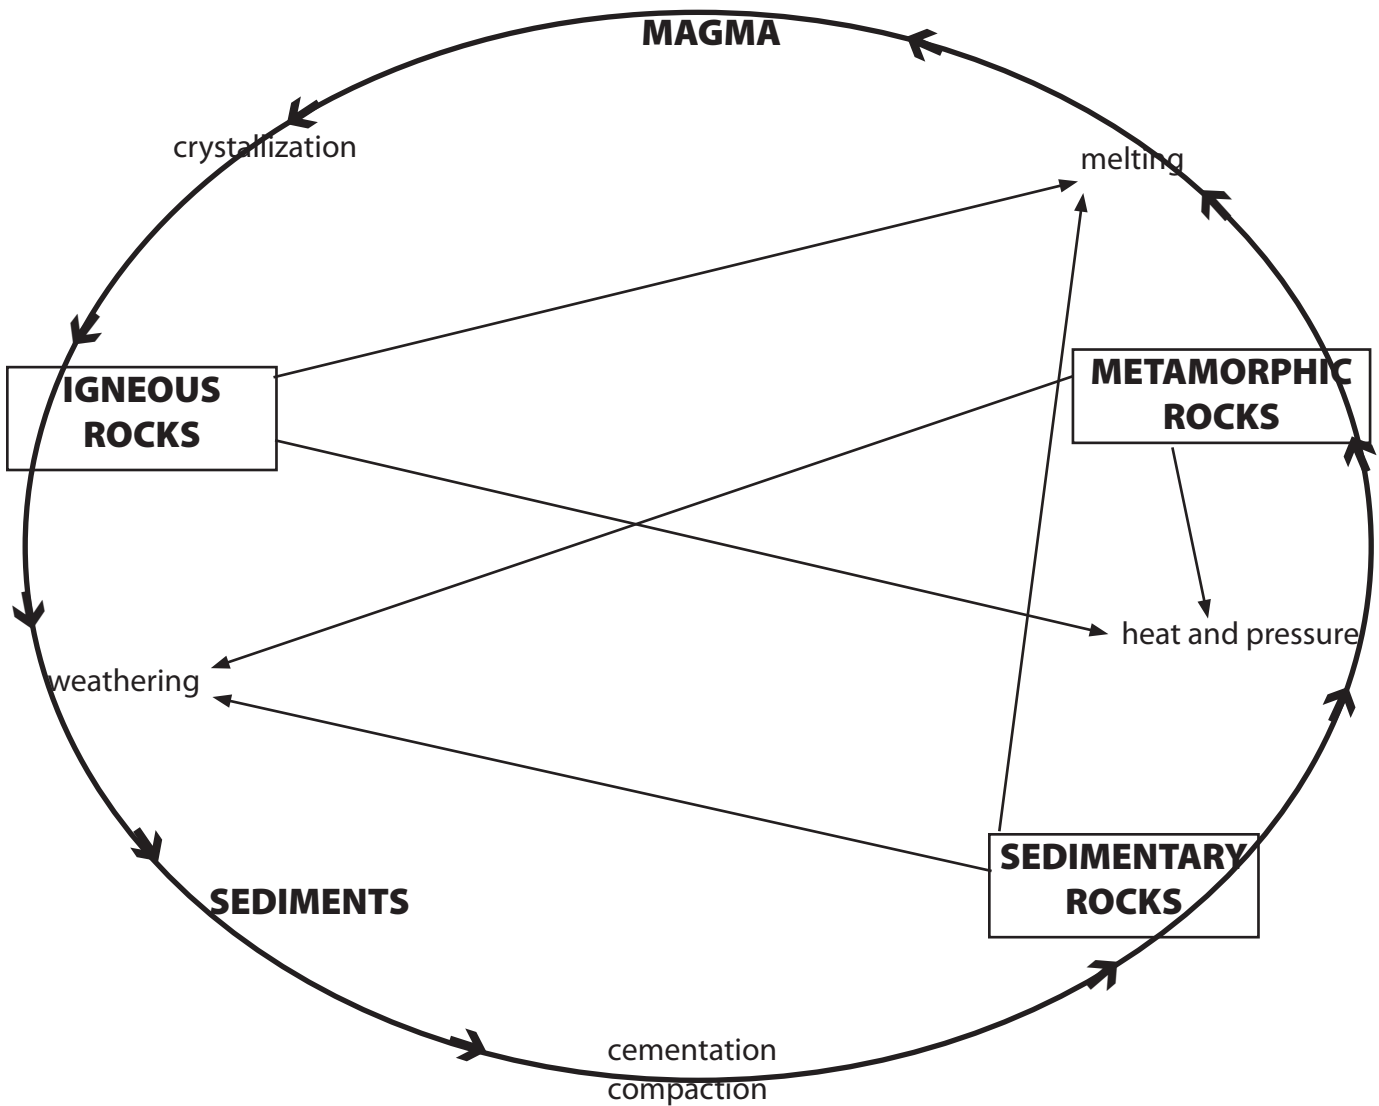 MAGMA
crystallization
melting
IGNEOUS
ROCKS
METAMORPHIC
ROCKS
heat and pressure
weathering
SEDIMENTARY
ROCKS
SEDIMENTS
cementation
compaction